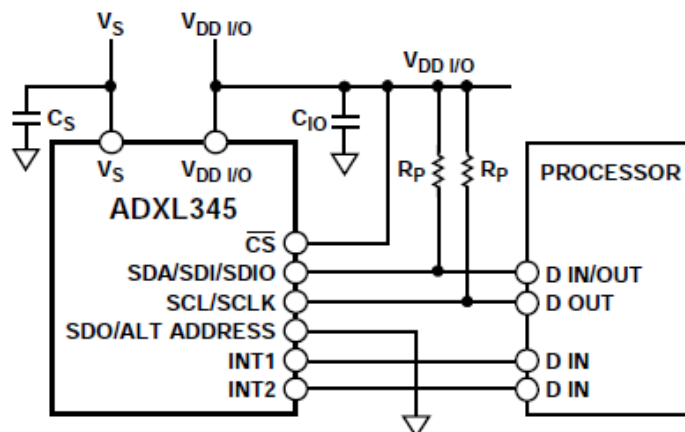 VS
VDD I/O
VDD I/O
CS
CIO
VS
VDD I/O
RP
RP
PROCESSOR
ADXL345
CS
SDA/SDI/SDIO
D IN/OUT
SCL/SCLK
D OUT
SDO/ALT ADDRESS
INT1
D IN
INT2
D IN